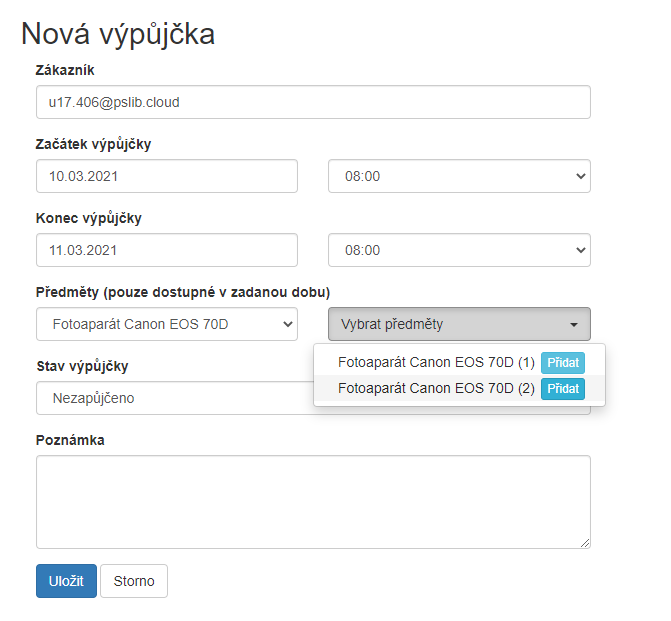 Nová výpůjčka
Zákazník
u17.406@pslib.cloud
Začátek výpůjčky
10.03.2021 08:00
Konec výpůjčky
11.03.2021 08:00
Předměty (pouze dostupné v zadanou dobu)
Fotoaparát Canon EOS 70D Vybrat předměty
Fotoaparát Canon EOS 70D (1) Přidat
Fotoaparát Canon EOS 70D (2) Přidat
Stav výpůjčky
Nezapůjčeno
Poznámka
Uložit Storno